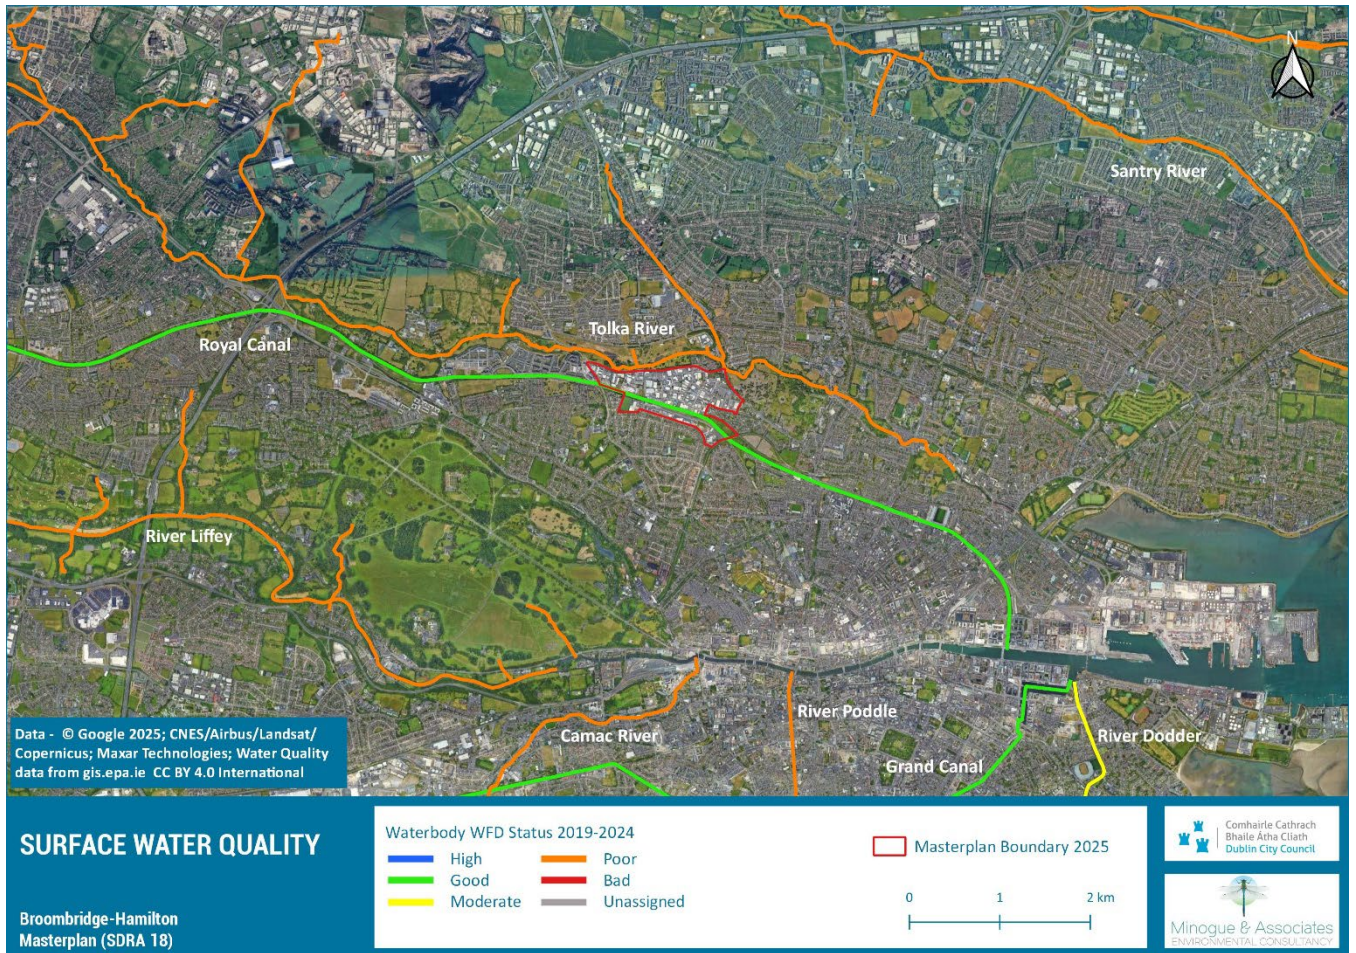 N
Santry River
Tolka River
Royal Canal
River Liffey
River Poddle
Camac River
River Dodder
Grand Canal
Data - © Google 2025; CNES/Airbus/Landsat/
Copernicus; Maxar Technologies; Water Quality
data from gis.epa.ie CC BY 4.0 International
SURFACE WATER QUALITY
Broombridge-Hamilton
Masterplan (SDRA 18)
Waterbody WFD Status 2019-2024
High
Good
Moderate
Poor
Bad
Unassigned
Masterplan Boundary 2025
0 1 2 km
Comhairle Cathrach
Bhaile Átha Cliath
Dublin City Council
Minogue & Associates
ENVIRONMENTAL CONSULTANCY